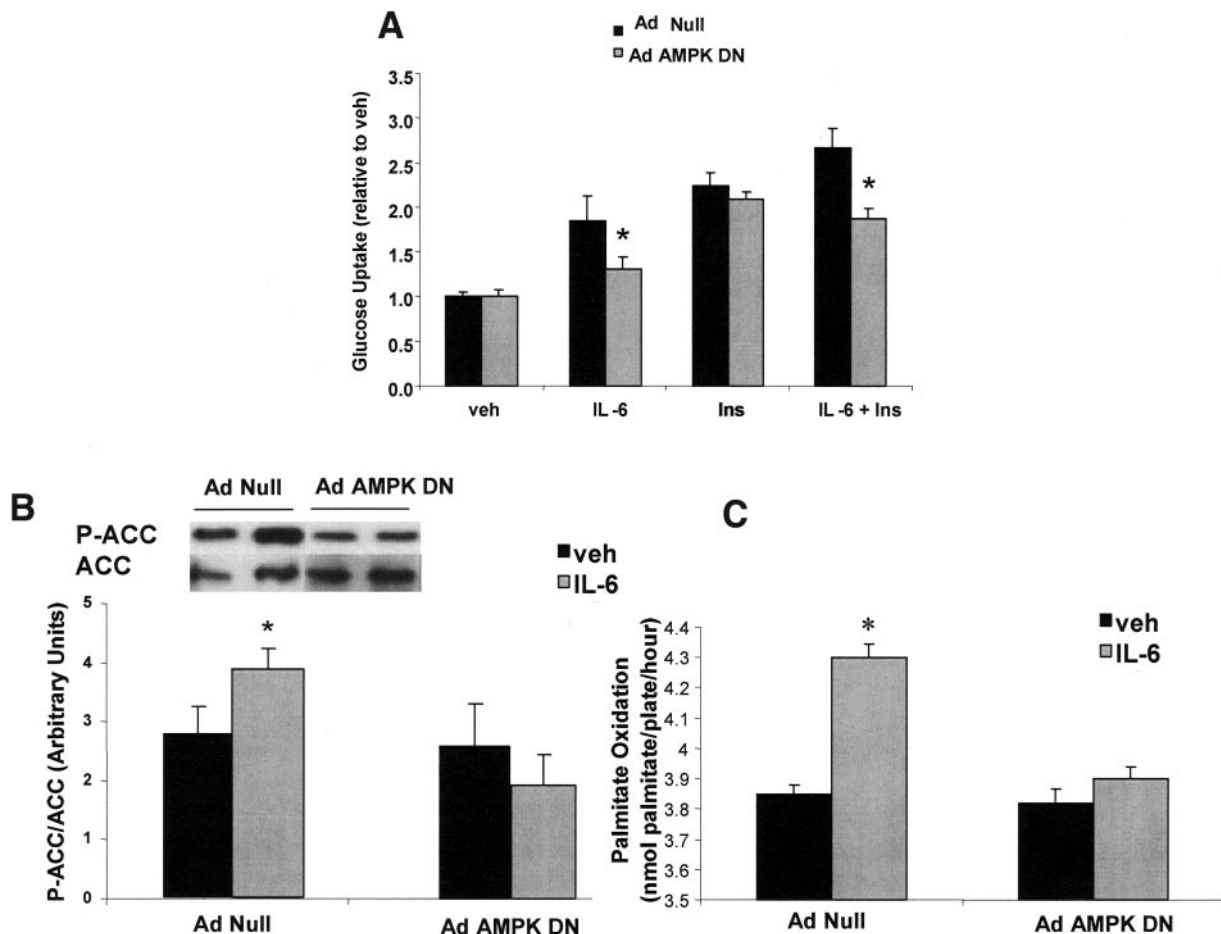 A
Ad Null
Ad AMPK DN
Glucose Uptake (relative to veh)
3.5
3.0
2.5
2.0
1.5
1.0
0.5
0.0
*
*
veh IL-6 Ins IL-6 + Ins
B
Ad Null Ad AMPK DN
P-ACC
ACC
veh
IL-6
P-ACC/ACC (Arbitrary Units)
5
4
3
2
1
0
*
Ad Null Ad AMPK DN
C
veh
IL-6
Palmitate Oxidation
(nmol palmitate/plate/hour)
4.4
4.3
4.2
4.1
4
3.9
3.8
3.7
3.6
3.5
*
Ad Null Ad AMPK DN